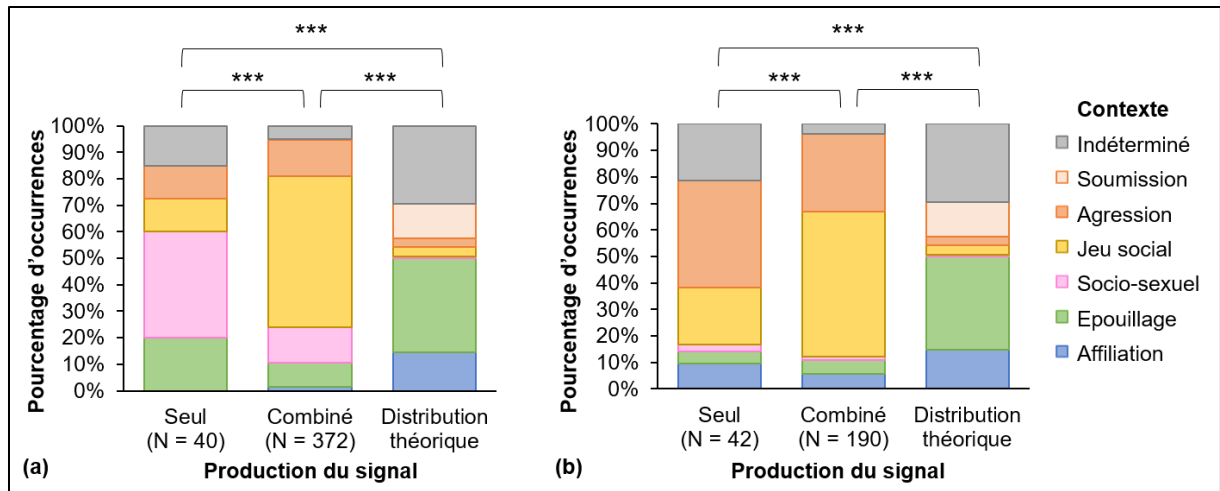 ***
***
***
Pourcentage d'occurrences
100%
90%
80%
70%
60%
50%
40%
30%
20%
10%
0%
Seul
(N = 40)
Combiné
(N = 372)
Distribution
théorique
(a)
Production du signal
***
***
***
Pourcentage d'occurrences
100%
90%
80%
70%
60%
50%
40%
30%
20%
10%
0%
Seul
(N = 42)
Combiné
(N = 190)
Distribution
théorique
(b)
Production du signal
Contexte
Indéterminé
Soumission
Agression
Jeu social
Socio-sexuel
Epouillage
Affiliation